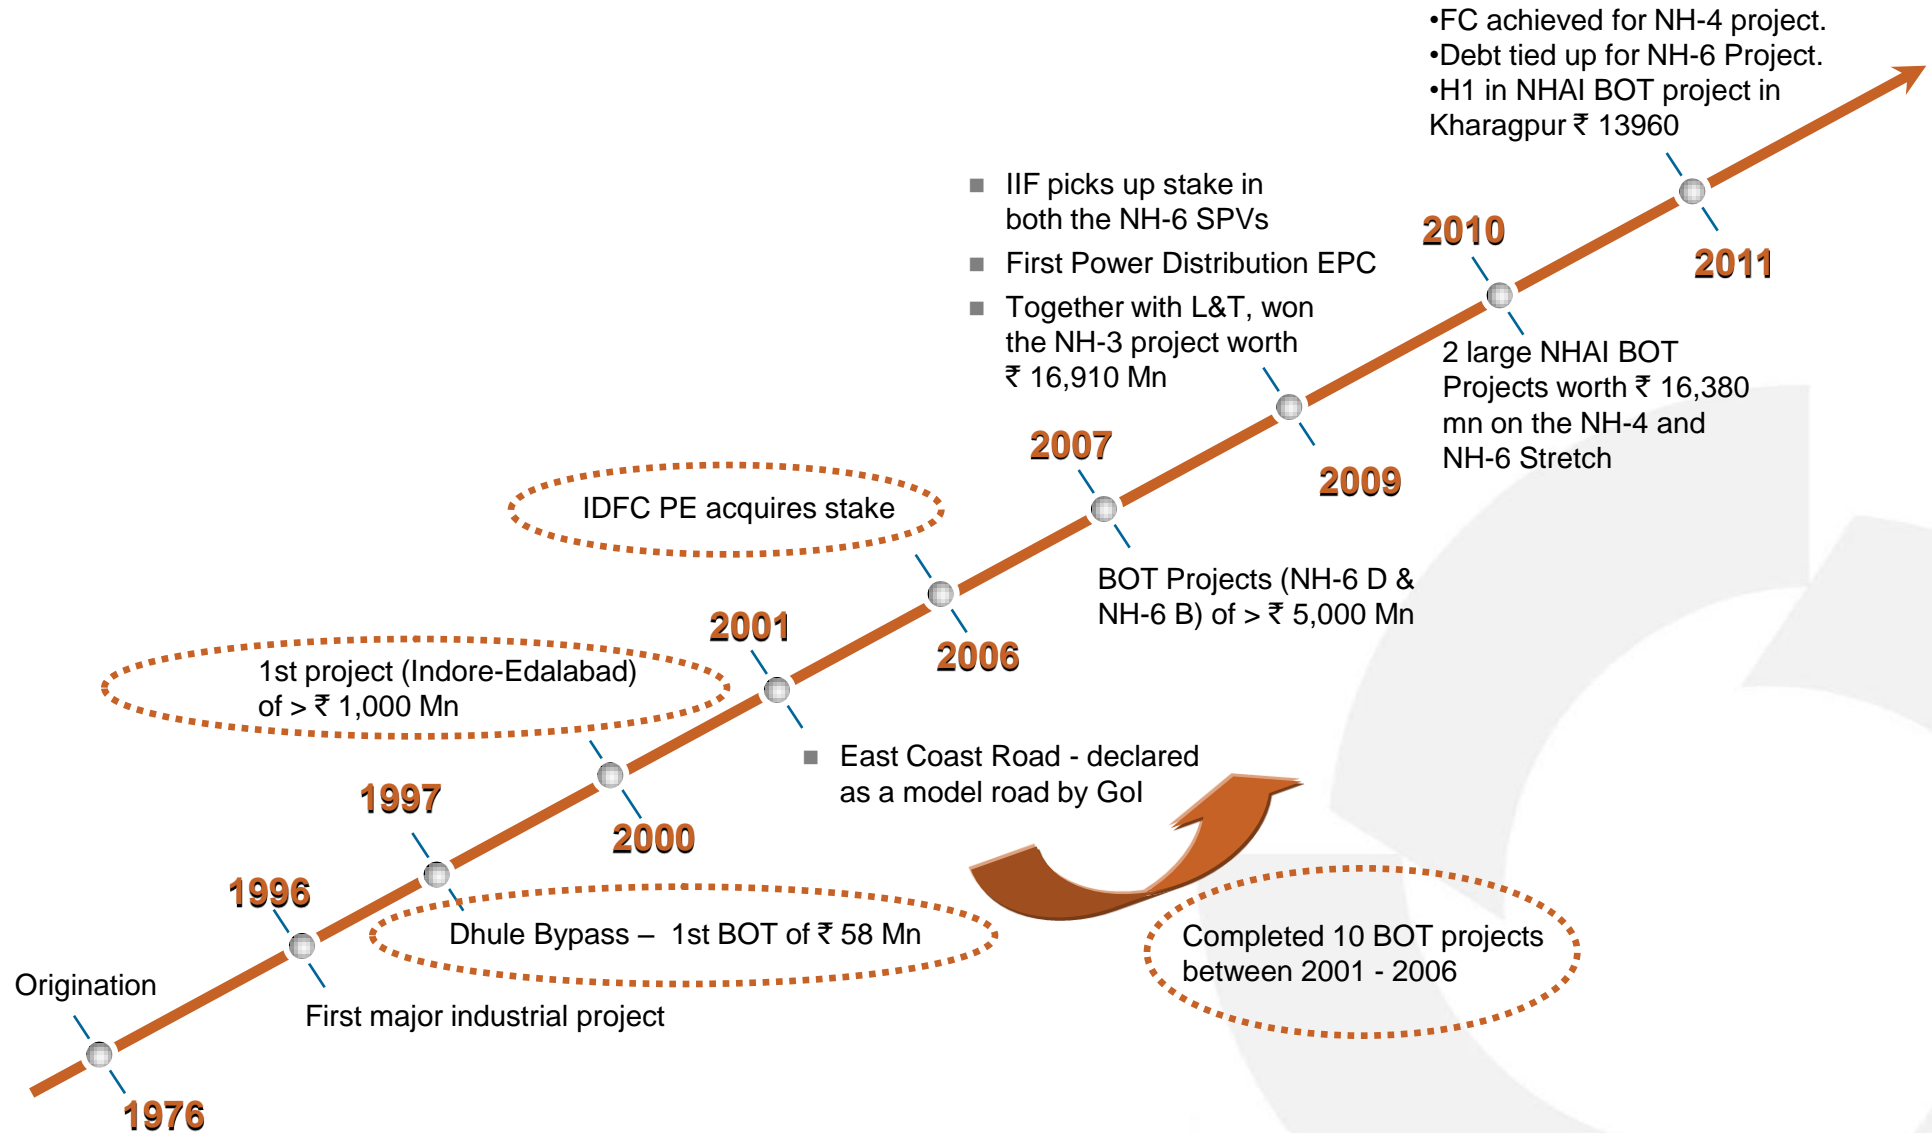 •FC achieved for NH-4 project.
•Debt tied up for NH-6 Project.
•H1 in NHAI BOT project in
Kharagpur ₹ 13960
2011
2010
2 large NHAI BOT
Projects worth ₹ 16,380
mn on the NH-4 and
NH-6 Stretch
IIF picks up stake in
both the NH-6 SPVs
First Power Distribution EPC
Together with L&T, won
the NH-3 project worth
₹ 16,910 Mn
2009
2007
BOT Projects (NH-6 D &
NH-6 B) of > ₹ 5,000 Mn
IDFC PE acquires stake
2006
2001
East Coast Road - declared
as a model road by GoI
1st project (Indore-Edalabad)
of > ₹ 1,000 Mn
2000
1997
Dhule Bypass – 1st BOT of ₹ 58 Mn
Completed 10 BOT projects
between 2001 - 2006
1996
First major industrial project
Origination
1976